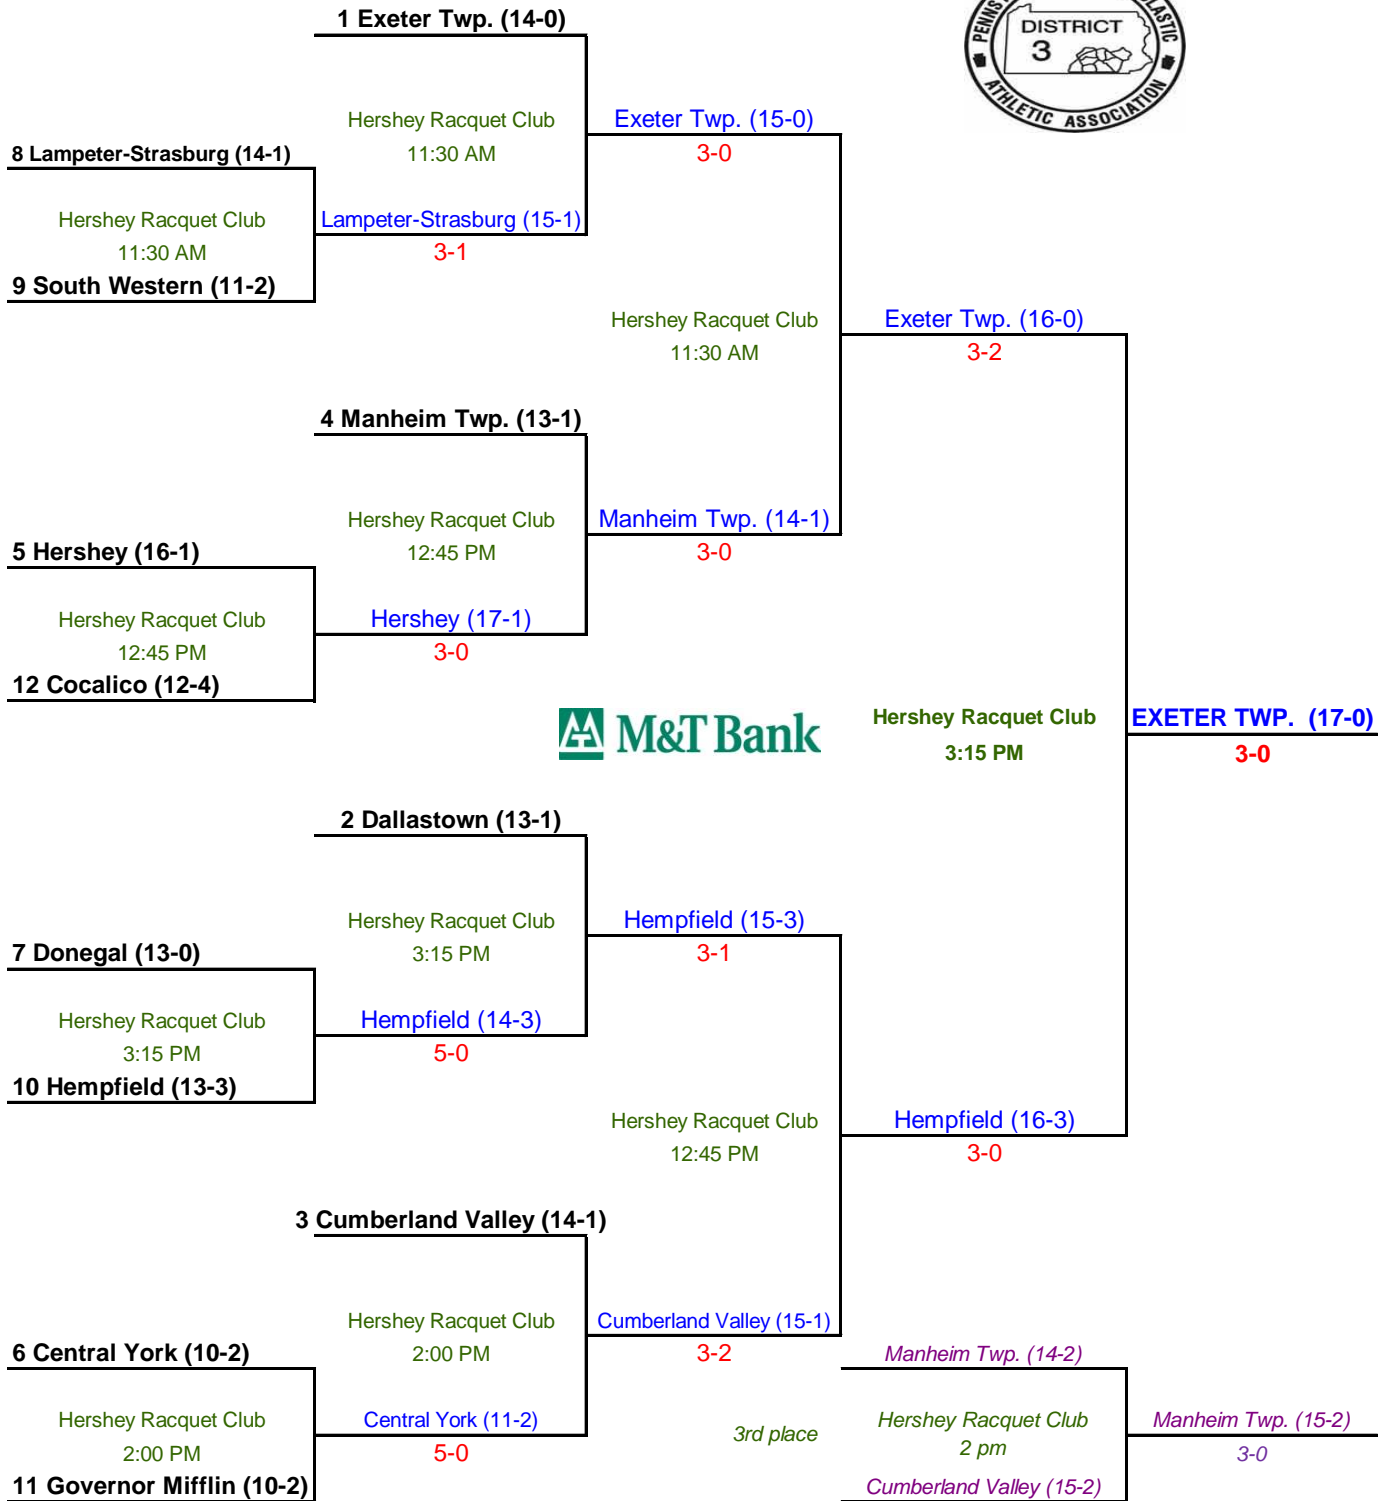 1 Exeter Twp. (14-0)
DISTRICT
3
ATHLETIC ASSOCIATION
Hershey Racquet Club
11:30 AM
Exeter Twp. (15-0)
3-0
8 Lampeter-Strasburg (14-1)
Hershey Racquet Club
11:30 AM
Lampeter-Strasburg (15-1)
3-1
9 South Western (11-2)
Hershey Racquet Club
11:30 AM
Exeter Twp. (16-0)
3-2
4 Manheim Twp. (13-1)
Hershey Racquet Club
12:45 PM
Manheim Twp. (14-1)
3-0
5 Hershey (16-1)
Hershey Racquet Club
12:45 PM
Hershey (17-1)
3-0
12 Cocalico (12-4)
M&T Bank
Hershey Racquet Club
3:15 PM
EXETER TWP. (17-0)
3-0
2 Dallastown (13-1)
Hershey Racquet Club
3:15 PM
Hempfield (15-3)
3-1
7 Donegal (13-0)
Hershey Racquet Club
3:15 PM
Hempfield (14-3)
5-0
10 Hempfield (13-3)
Hershey Racquet Club
12:45 PM
Hempfield (16-3)
3-0
3 Cumberland Valley (14-1)
Hershey Racquet Club
2:00 PM
Cumberland Valley (15-1)
3-2
6 Central York (10-2)
Hershey Racquet Club
2:00 PM
Central York (11-2)
5-0
11 Governor Mifflin (10-2)
3rd place
Manheim Twp. (14-2)
Hershey Racquet Club
2 pm
Cumberland Valley (15-2)
Manheim Twp. (15-2)
3-0